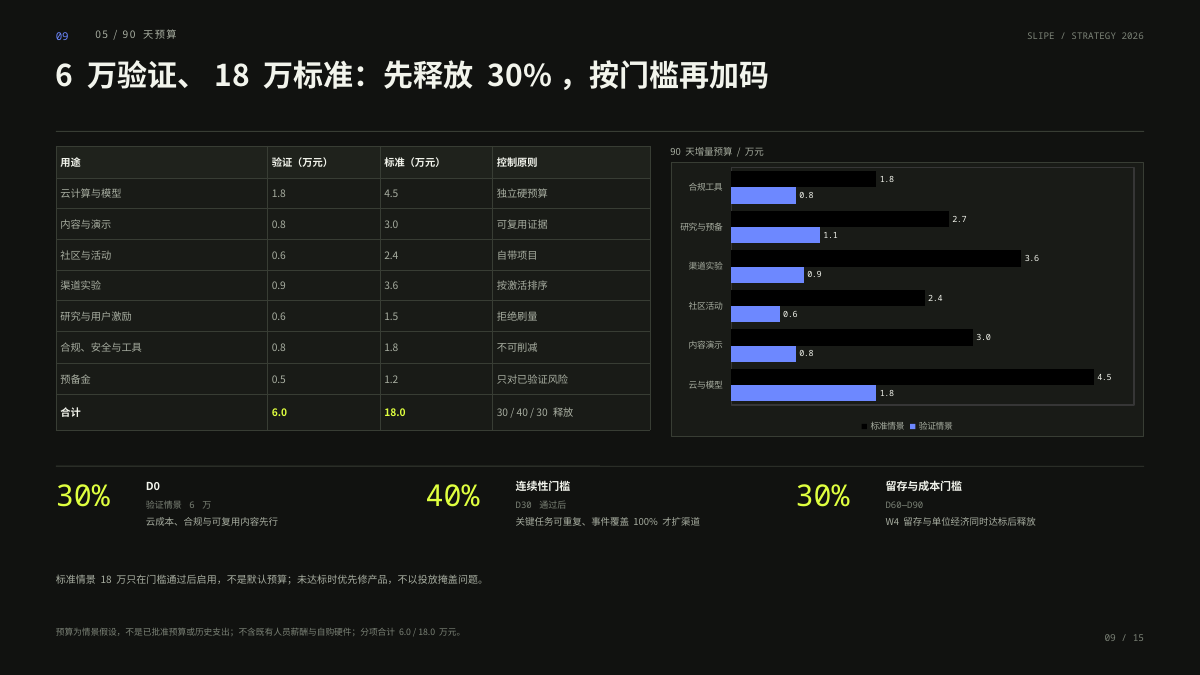 09 05 / 90 天预算 SLIPE / STRATEGY 2026
6 万验证、 18 万标准：先释放 30% ，按门槛再加码
用途 验证（万元） 标准（万元） 控制原则
云计算与模型 1.8 4.5 独立硬预算
内容与演示 0.8 3.0 可复用证据
社区与活动 0.6 2.4 自带项目
渠道实验 0.9 3.6 按激活排序
研究与用户激励 0.6 1.5 拒绝刷量
合规、安全与工具 0.8 1.8 不可削减
预备金 0.5 1.2 只对已验证风险
合计 6.0 18.0 30 / 40 / 30 释放
90 天增量预算 / 万元
合规工具 1.8 0.8
研究与预备 2.7 1.1
渠道实验 3.6 0.9
社区活动 2.4 0.6
内容演示 3.0 0.8
云与模型 4.5 1.8
标准情景 验证情景
30% D0
验证情景 6 万
云成本、合规与可复用内容先行
40% 连续性门槛
D30 通过后
关键任务可重复、事件覆盖 100% 才扩渠道
30% 留存与成本门槛
D60—D90
W4 留存与单位经济同时达标后释放
标准情景 18 万只在门槛通过后启用，不是默认预算；未达标时优先修产品，不以投放掩盖问题。
预算为情景假设，不是已批准预算或历史支出；不含既有人员薪酬与自购硬件；分项合计 6.0 / 18.0 万元。
09 / 15